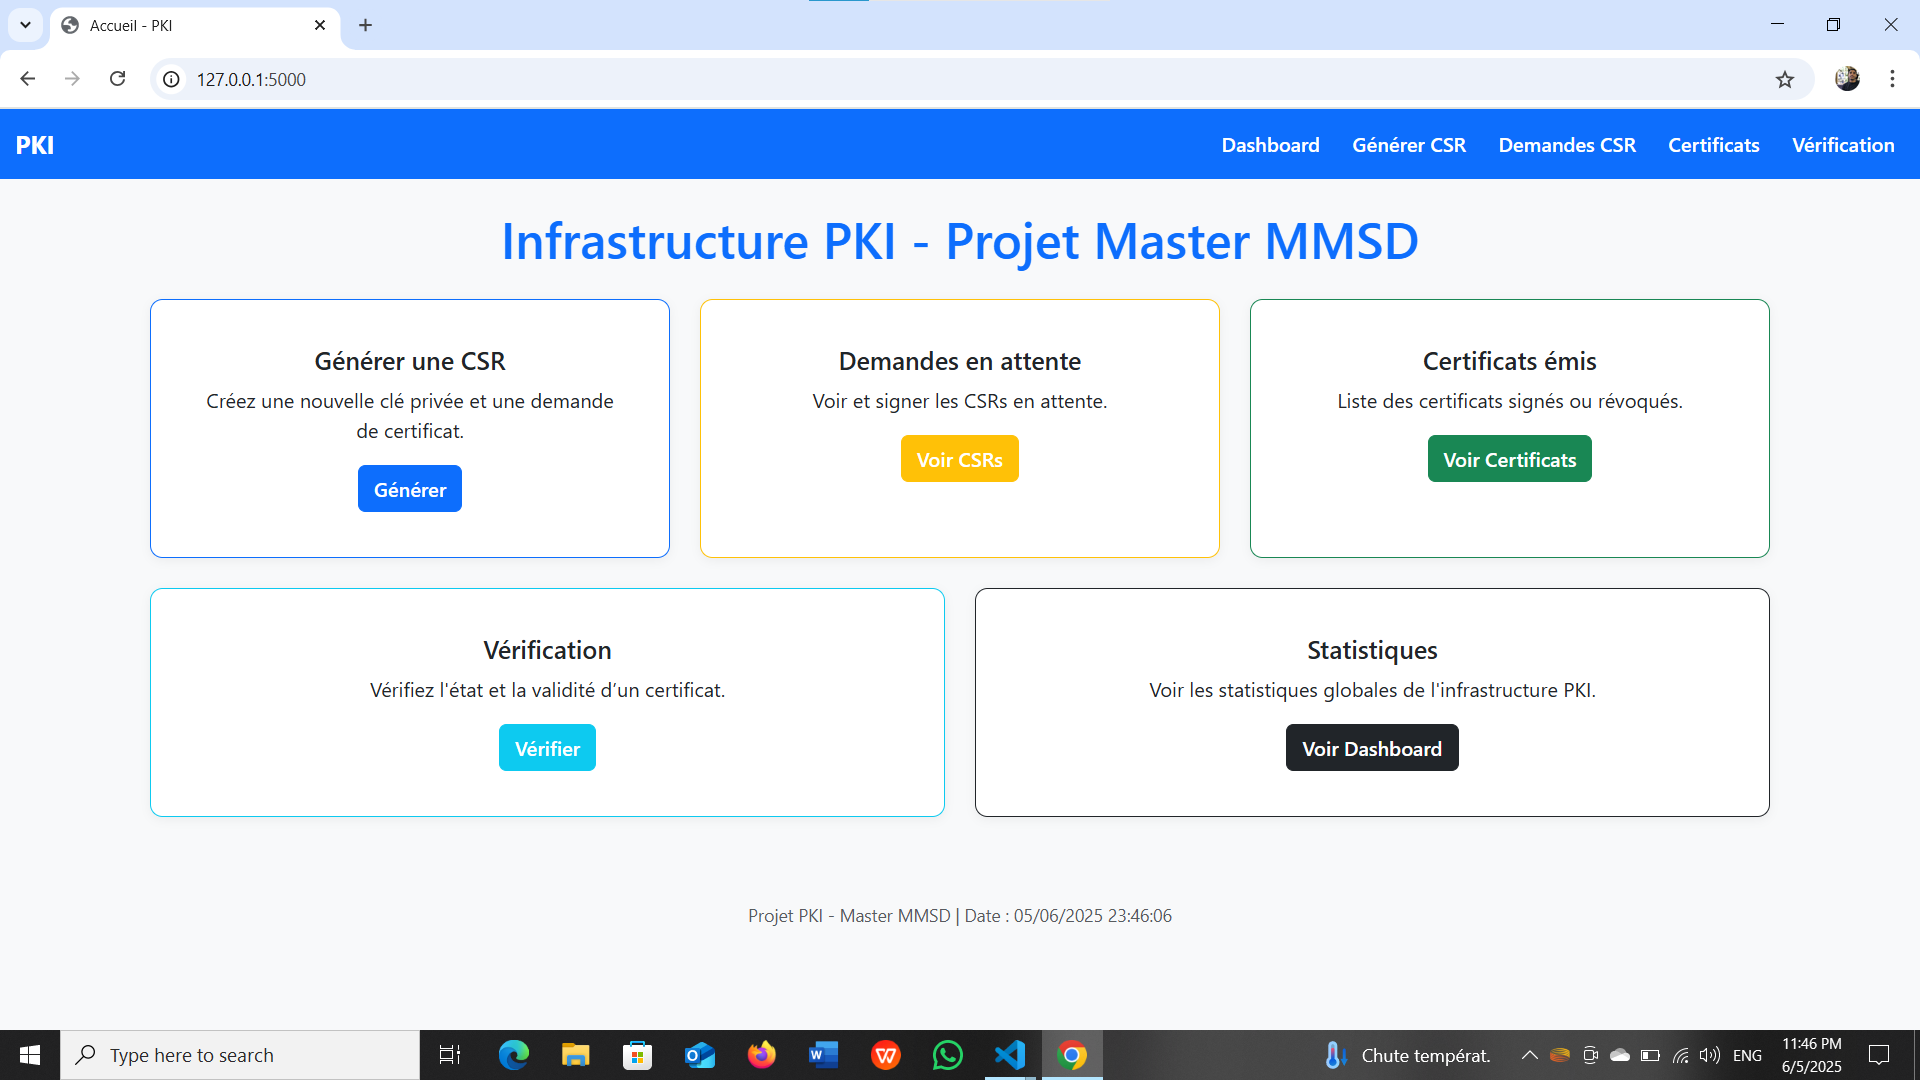 Accueil - PKI
127.0.0.1:5000
PKI
Dashboard
Générer CSR
Demandes CSR
Certificats
Vérification
Infrastructure PKI - Projet Master MMSD
Générer une CSR
Créez une nouvelle clé privée et une demande
de certificat.
Générer
Demandes en attente
Voir et signer les CSRs en attente.
Voir CSRs
Certificats émis
Liste des certificats signés ou révoqués.
Voir Certificats
Vérification
Vérifiez l'état et la validité d’un certificat.
Vérifier
Statistiques
Voir les statistiques globales de l'infrastructure PKI.
Voir Dashboard
Projet PKI - Master MMSD | Date : 05/06/2025 23:46:06
Type here to search
Chute températ.
ENG
11:46 PM
6/5/2025